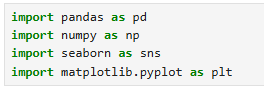 import pandas as pd
import numpy as np
import seaborn as sns
import matplotlib.pyplot as plt